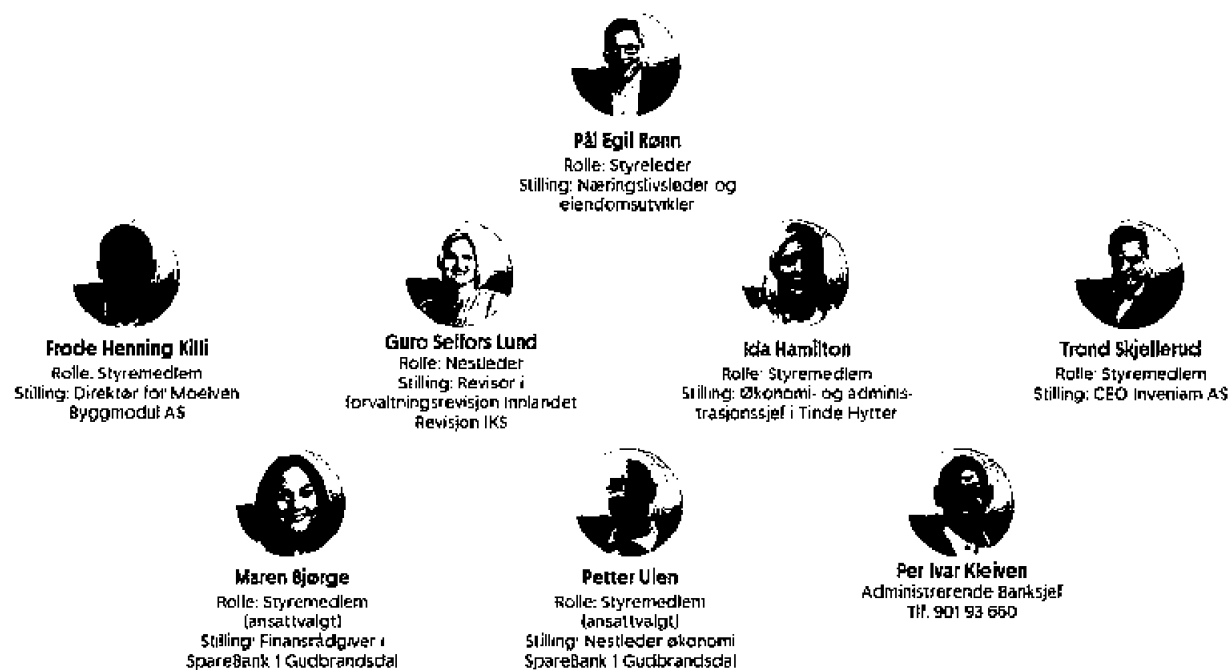 Pål Egil Rønn
Rolle: Styreleder
Stilling: Næringslivsleder og
eiendomsutvikler
Frode Henning Killi
Rolle: Styremedlem
Stilling: Direktør for Moelven
Byggmodul AS
Guro Selfors Lund
Rolle: Nestleder
Stilling: Revisor i
forvaltningsrevisjon Innlandet
Revisjon IKS
Ida Hamilton
Rolle: Styremedlem
Stilling: Økonomi- og adminis-
trasjonssjef i Tinde Hytter
Trond Skjellerud
Rolle: Styremedlem
Stilling: CEO Inveniam AS
Maren Bjørge
Rolle: Styremedlem
(ansattvalgt)
Stilling: Finansrådgiver i
SpareBank 1 Gudbrandsdal
Petter Ulen
Rolle: Styremedlem
(ansattvalgt)
Stilling: Nestleder økonomi
SpareBank 1 Gudbrandsdal
Per Ivar Kleiven
Administrerende Banksjef
Tlf. 901 93 660